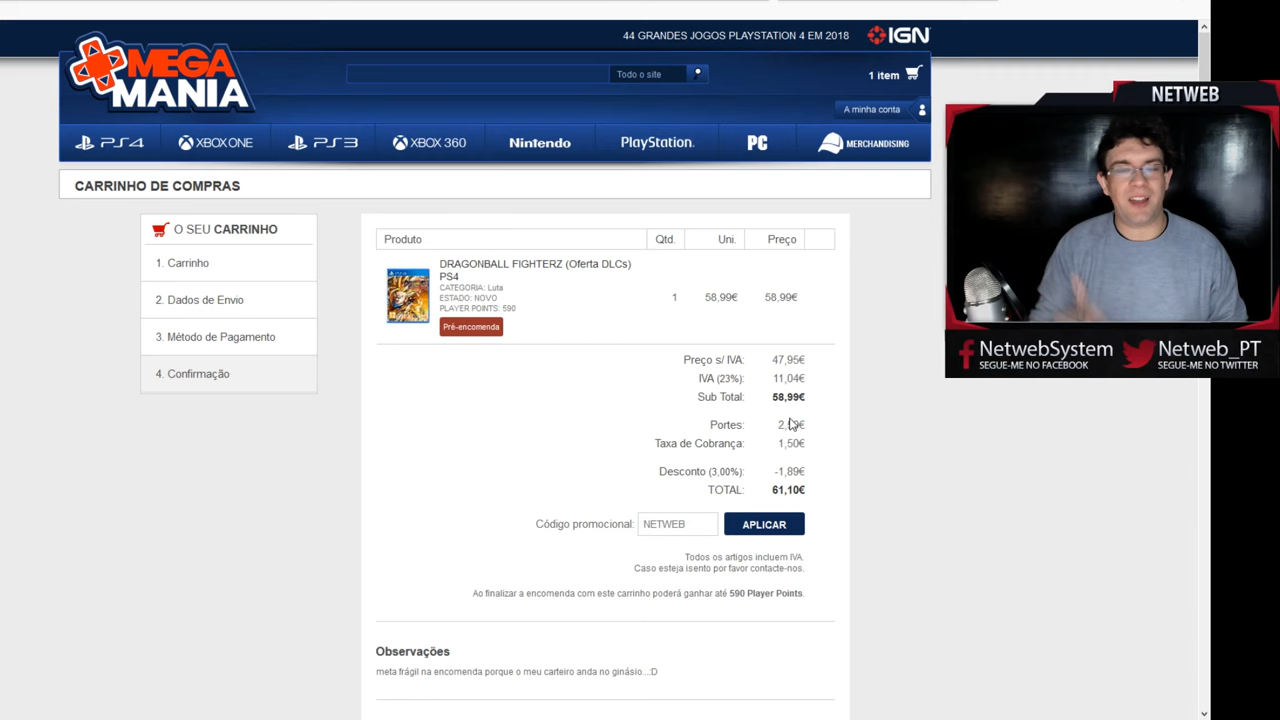 44 GRANDES JOGOS PLAYSTATION 4 EM 2018 IGN
MEGA
MANIA
Todo o site
1 item
A minha conta
PS4 XBOX ONE PS3 XBOX 360 Nintendo PlayStation. PC MERCHANDISING
NETWEB
CARRINHO DE COMPRAS
O SEU CARRINHO
1. Carrinho
2. Dados de Envio
3. Método de Pagamento
4. Confirmação
Produto Qtd. Uni. Preço
DRAGONBALL FIGHTERZ (Oferta DLCs)
PS4
CATEGORIA: Luta
ESTADO: NOVO
PLAYER POINTS: 590
Pré-encomenda
1 58,99€ 58,99€
Preço s/ IVA: 47,95€
IVA (23%): 11,04€
Sub Total: 58,99€
Portes:
Taxa de Cobrança: 1,50€
Desconto (3,00%): -1,89€
TOTAL: 61,10€
Código promocional: NETWEB APLICAR
Todos os artigos incluem IVA.
Caso esteja isento por favor contacte-nos.
Ao finalizar a encomenda com este carrinho poderá ganhar até 590 Player Points.
Observações
meta frágil na encomenda porque o meu carteiro anda no ginásio...:D
NetwebSystem
SEGUE-ME NO FACEBOOK
Netweb_PT
SEGUE-ME NO TWITTER